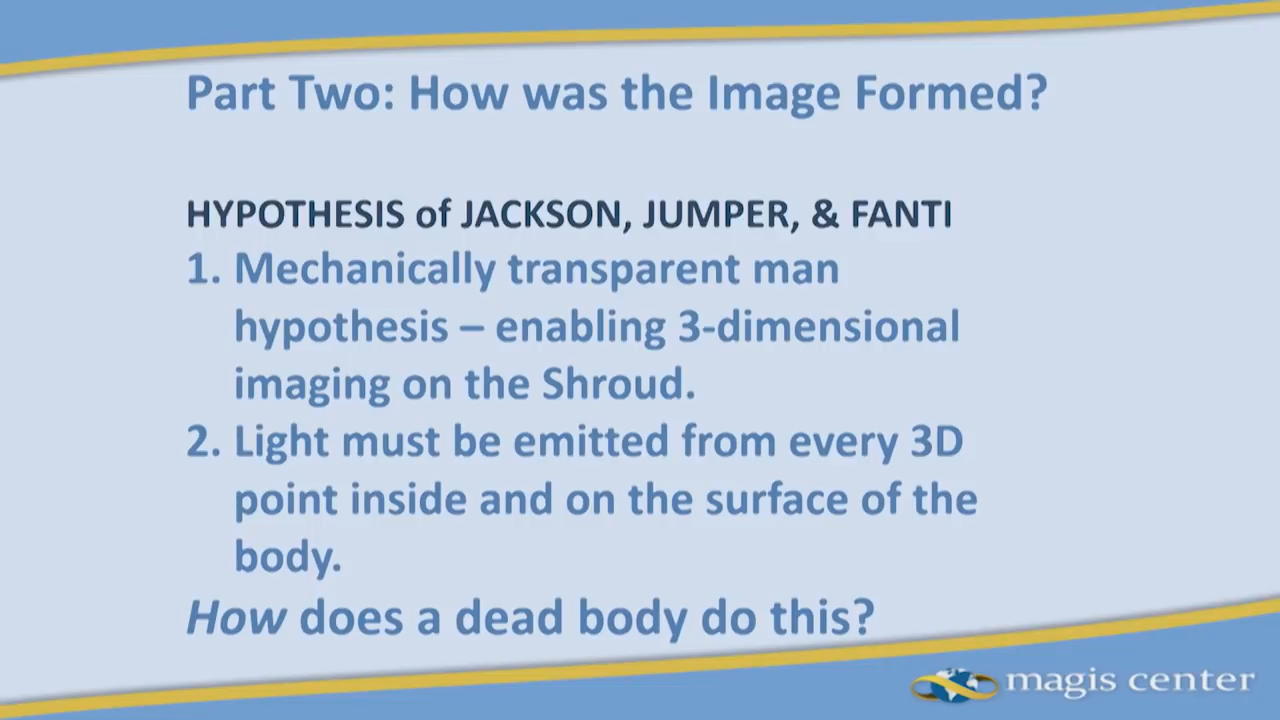 Part Two: How was the Image Formed?
HYPOTHESIS of JACKSON, JUMPER, & FANTI
1. Mechanically transparent man
hypothesis – enabling 3-dimensional
imaging on the Shroud.
2. Light must be emitted from every 3D
point inside and on the surface of the
body.
How does a dead body do this?
magis center